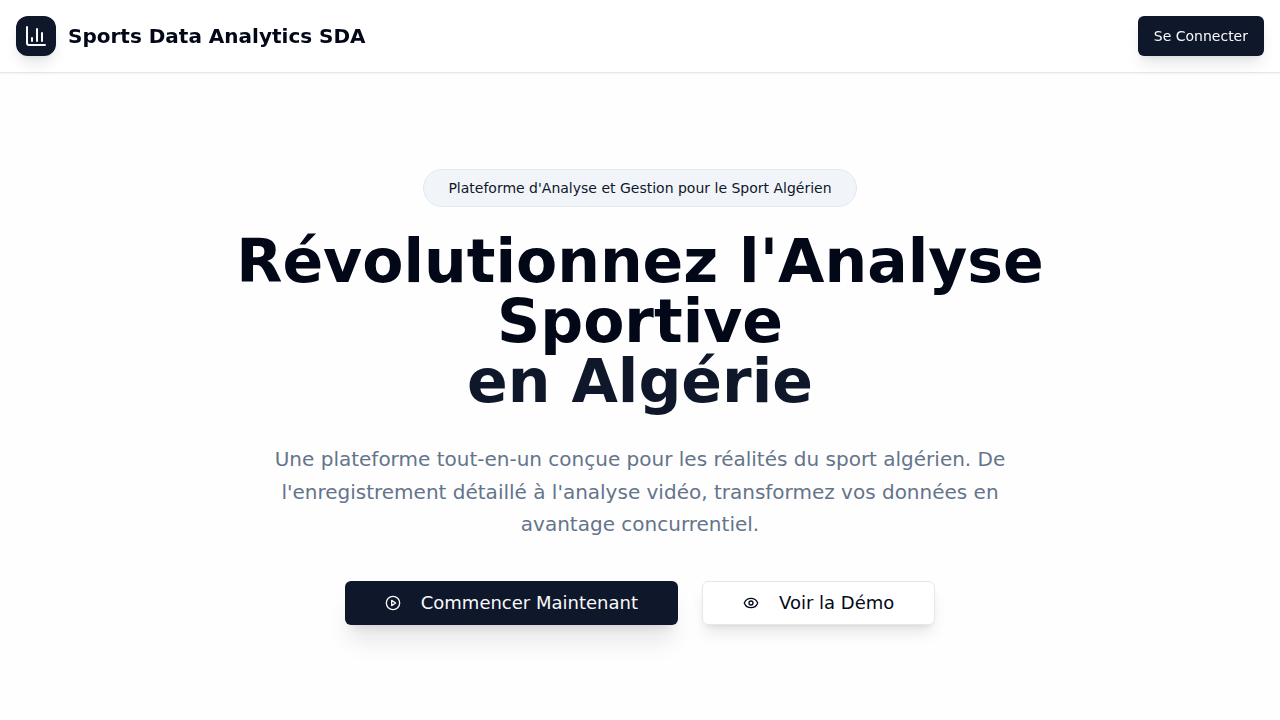 Sports Data Analytics SDA
Se Connecter
Plateforme d'Analyse et Gestion pour le Sport Algérien
Révolutionnez l'Analyse
Sportive
en Algérie
Une plateforme tout-en-un conçue pour les réalités du sport algérien. De
l'enregistrement détaillé à l'analyse vidéo, transformez vos données en
avantage concurrentiel.
Commencer Maintenant
Voir la Démo